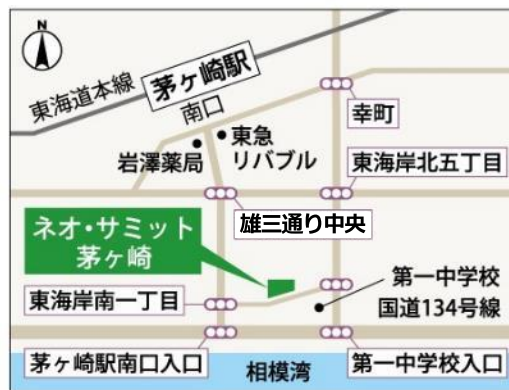 N
茅ヶ崎駅
東海道本線
南口
幸町
東急
リバブル
岩澤薬局
東海岸北五丁目
雄三通り中央
ネオ・サミット
茅ヶ崎
第一中学校
東海岸南一丁目
国道134号線
茅ヶ崎駅南口入口
相模湾
第一中学校入口